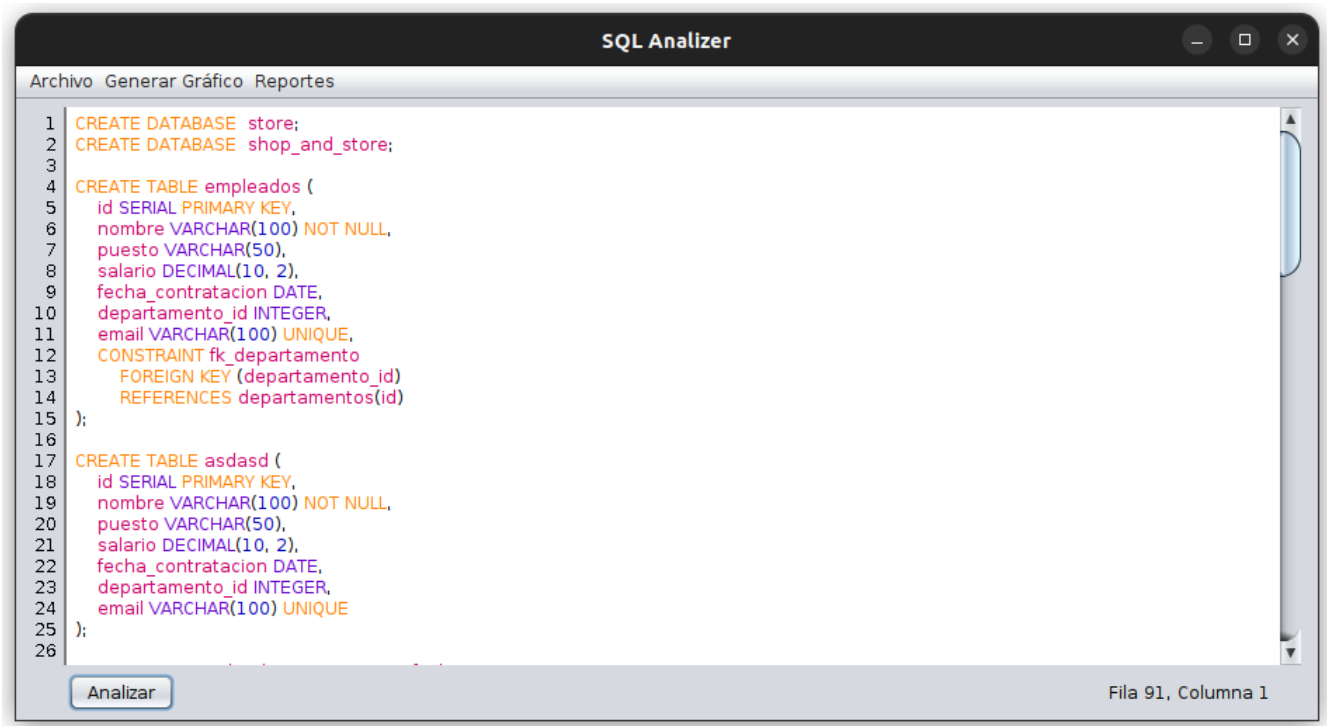 SQL Analizer
Archivo Generar Gráfico Reportes
1 CREATE DATABASE store;
2 CREATE DATABASE shop_and_store;
3
4 CREATE TABLE empleados (
5 id SERIAL PRIMARY KEY,
6 nombre VARCHAR(100) NOT NULL,
7 puesto VARCHAR(50),
8 salario DECIMAL(10, 2),
9 fecha_contratacion DATE,
10 departamento_id INTEGER,
11 email VARCHAR(100) UNIQUE,
12 CONSTRAINT fk_departamento
13 FOREIGN KEY (departamento_id)
14 REFERENCES departamentos(id)
15 );
16
17 CREATE TABLE asdasd (
18 id SERIAL PRIMARY KEY,
19 nombre VARCHAR(100) NOT NULL,
20 puesto VARCHAR(50),
21 salario DECIMAL(10, 2),
22 fecha_contratacion DATE,
23 departamento_id INTEGER,
24 email VARCHAR(100) UNIQUE
25 );
26
Analizar
Fila 91, Columna 1